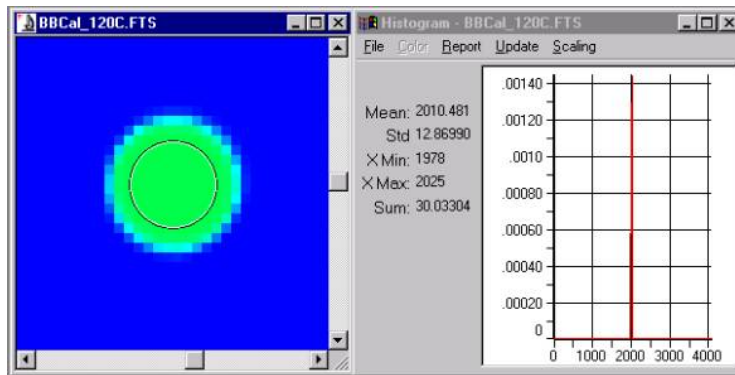 BBCal_120C.FTS
Histogram - BBCal_120C.FTS
File Color Report Update Scaling
Mean: 2010.481
Std 12.86990
X Min: 1978
X Max: 2025
Sum: 30.03304
.00140
.00120
.0010
.00080
.00060
.00040
.00020
0
0 1000 2000 3000 4000